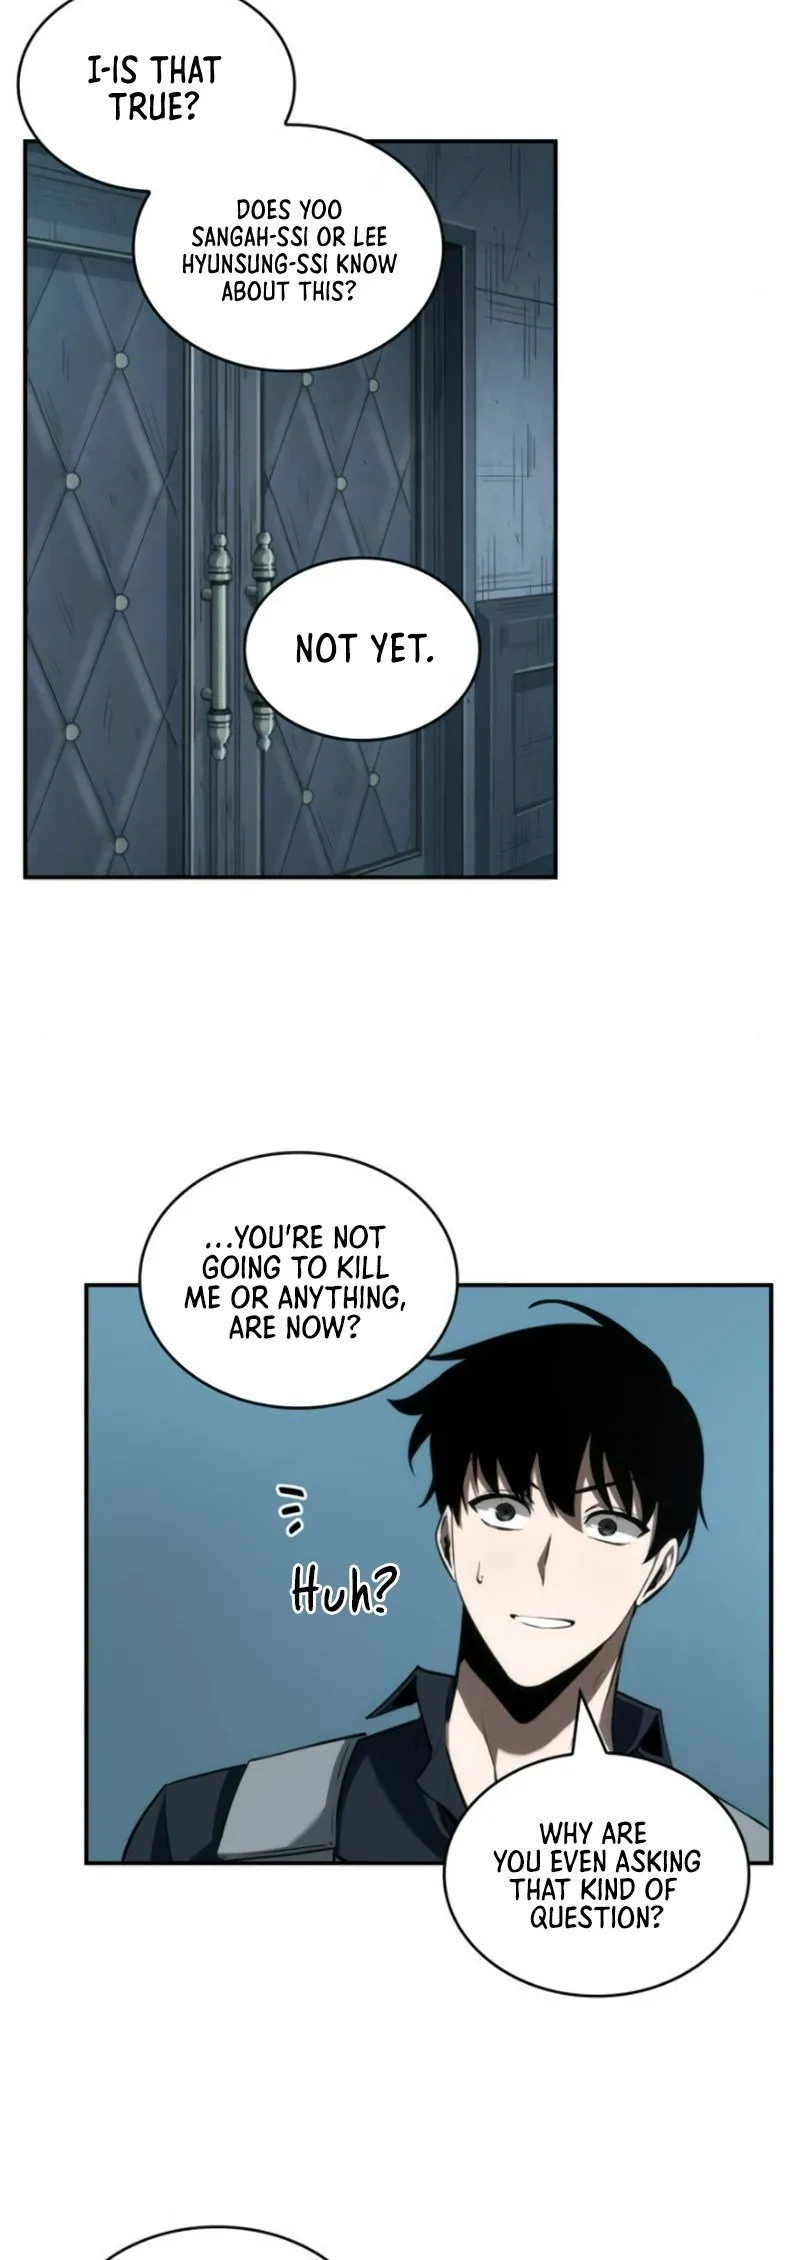 I-IS THAT
TRUE?
DOES YOO
SANGAH-SSI OR LEE
HYUNSUNG-SSI KNOW
ABOUT THIS?
NOT YET.
...YOU'RE NOT
GOING TO KILL
ME OR ANYTHING,
ARE NOW?
Huh?
WHY ARE
YOU EVEN ASKING
THAT KIND OF
QUESTION?